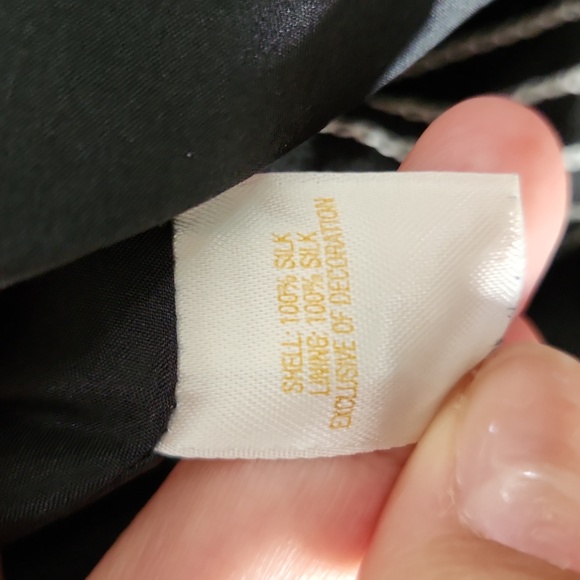 SHELL: 100% SILK
LINING: 100% SILK
EXCLUSIVE OF DECORATION